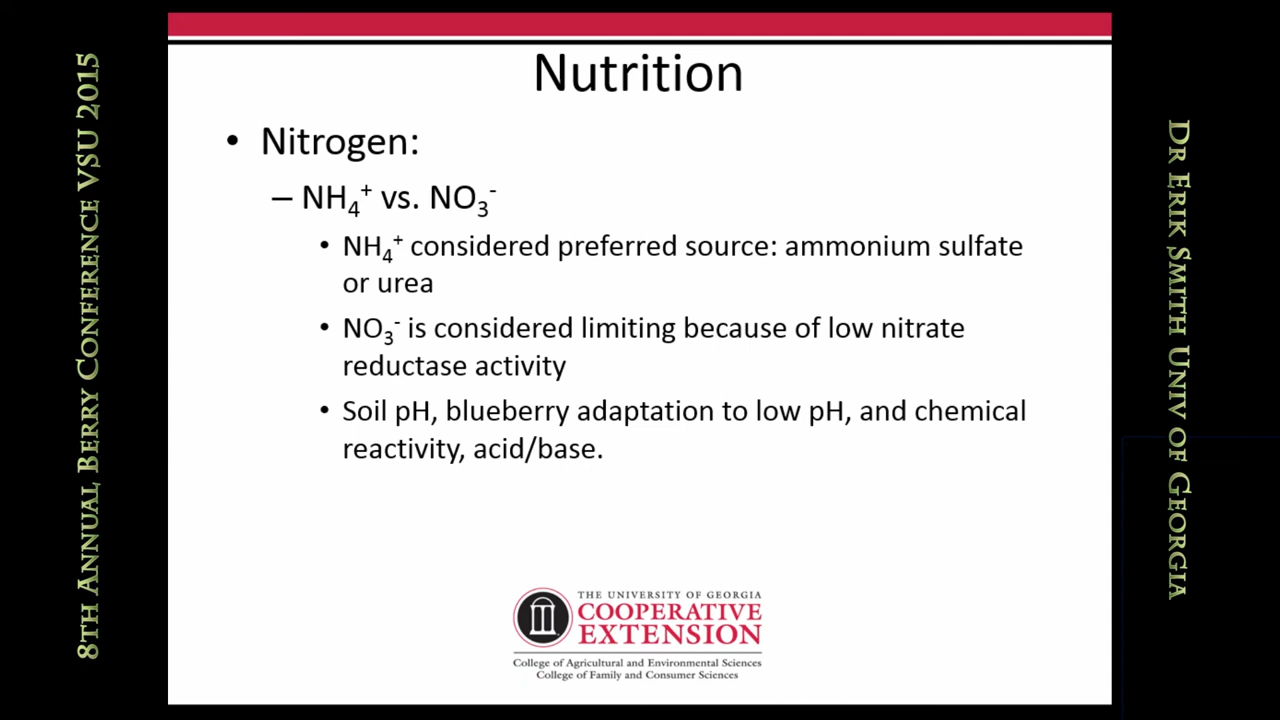 8TH ANNUAL BERRY CONFERENCE VSU 2015
Nutrition
• Nitrogen:
– NH₄⁺ vs. NO₃⁻
• NH₄⁺ considered preferred source: ammonium sulfate
or urea
• NO₃⁻ is considered limiting because of low nitrate
reductase activity
• Soil pH, blueberry adaptation to low pH, and chemical
reactivity, acid/base.
THE UNIVERSITY OF GEORGIA
COOPERATIVE
EXTENSION
College of Agricultural and Environmental Sciences
College of Family and Consumer Sciences
DR ERIK SMITH UNIV OF GEORGIA